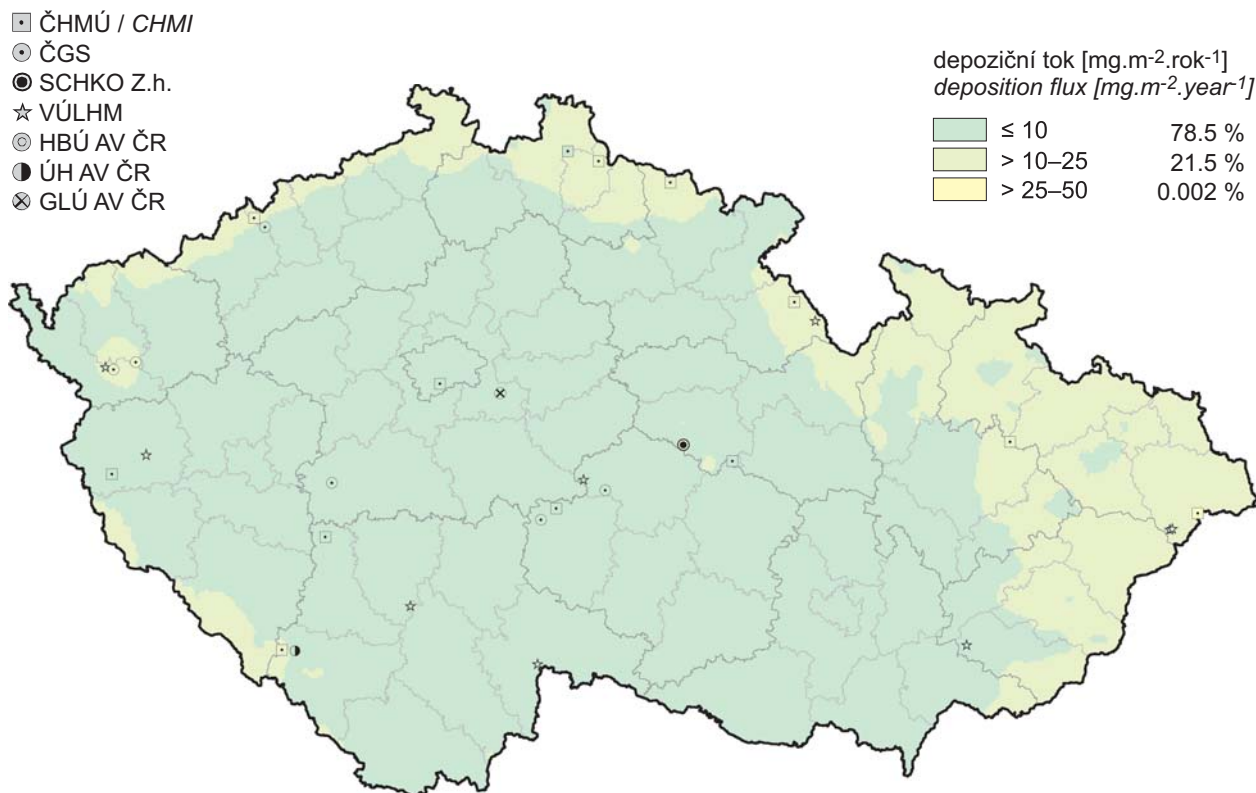 ČHMÚ / CHMI
ČGS
SCHKO Z.h.
VÚLHM
HBÚ AV ČR
ÚH AV ČR
GLÚ AV ČR
depoziční tok [mg.m-2.rok-1]
deposition flux [mg.m-2.year-1]
≤ 10 78.5 %
> 10–25 21.5 %
> 25–50 0.002 %